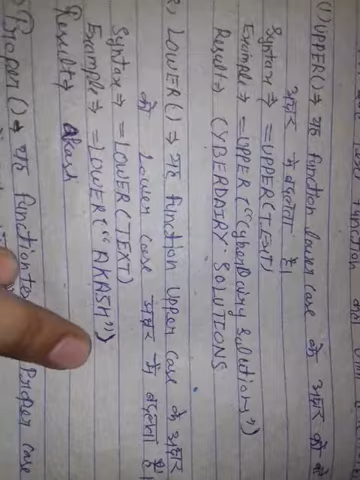 (1) UPPER() ⇒ यह function lower case के अक्षर को
अक्षर में बदलता है।
Syntax ⇒ =UPPER(TEXT)
Example ⇒ =UPPER("Cyberdairy Solutions")
Result ⇒ CYBERDAIRY SOLUTIONS
2) LOWER() ⇒ यह function upper case के अक्षर
को lower case अक्षर में बदलता है।
Syntax ⇒ =LOWER(TEXT)
Example ⇒ =LOWER("AKASH")
Result ⇒ akash
Proper() ⇒ यह function Proper case